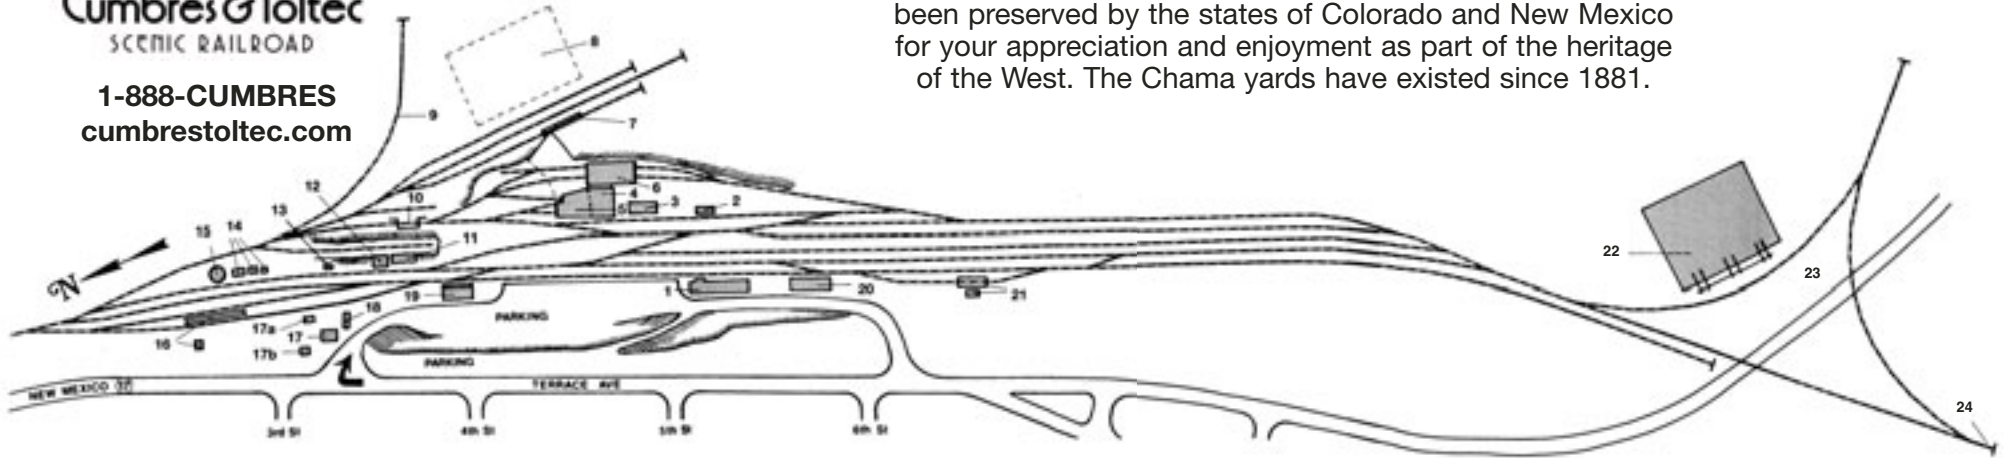 Cumbres & Toltec
SCENIC RAILROAD
1-888-CUMBRES
cumbrestoltec.com
been preserved by the states of Colorado and New Mexico
for your appreciation and enjoyment as part of the heritage
of the West. The Chama yards have existed since 1881.
8
9
7
12
10
6
4
5
3
2
13
15
14
11
N
22
23
19
1
20
21
18
17a
17
17b
16
PARKING
PARKING
NEW MEXICO 17
TERRACE AVE
24
3rd St
4th St
5th St
6th St